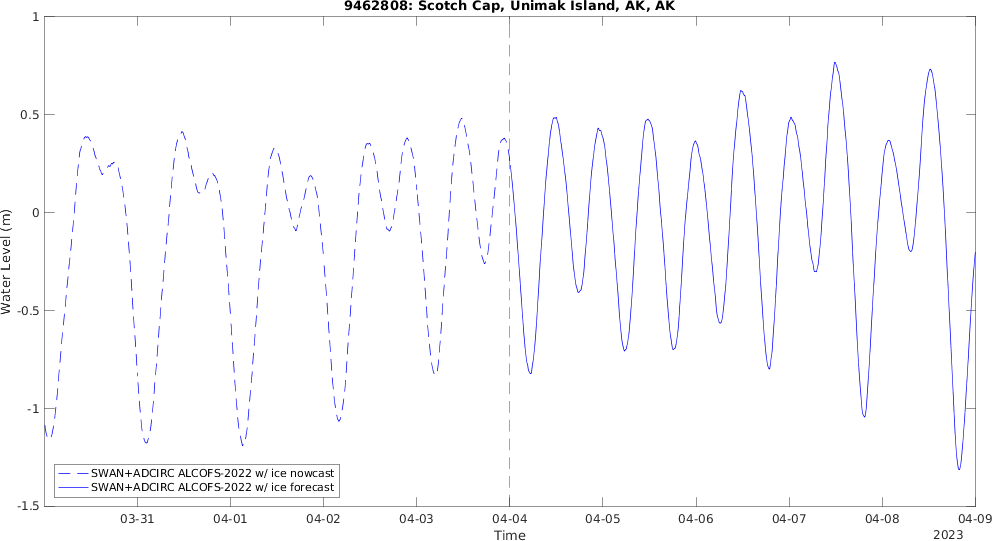 9462808: Scotch Cap, Unimak Island, AK, AK
1
0.5
0
-0.5
-1
-1.5
Water Level (m)
SWAN+ADCIRC ALCOFS-2022 w/ ice nowcast
SWAN+ADCIRC ALCOFS-2022 w/ ice forecast
03-31 04-01 04-02 04-03 04-04 04-05 04-06 04-07 04-08 04-09
Time
2023